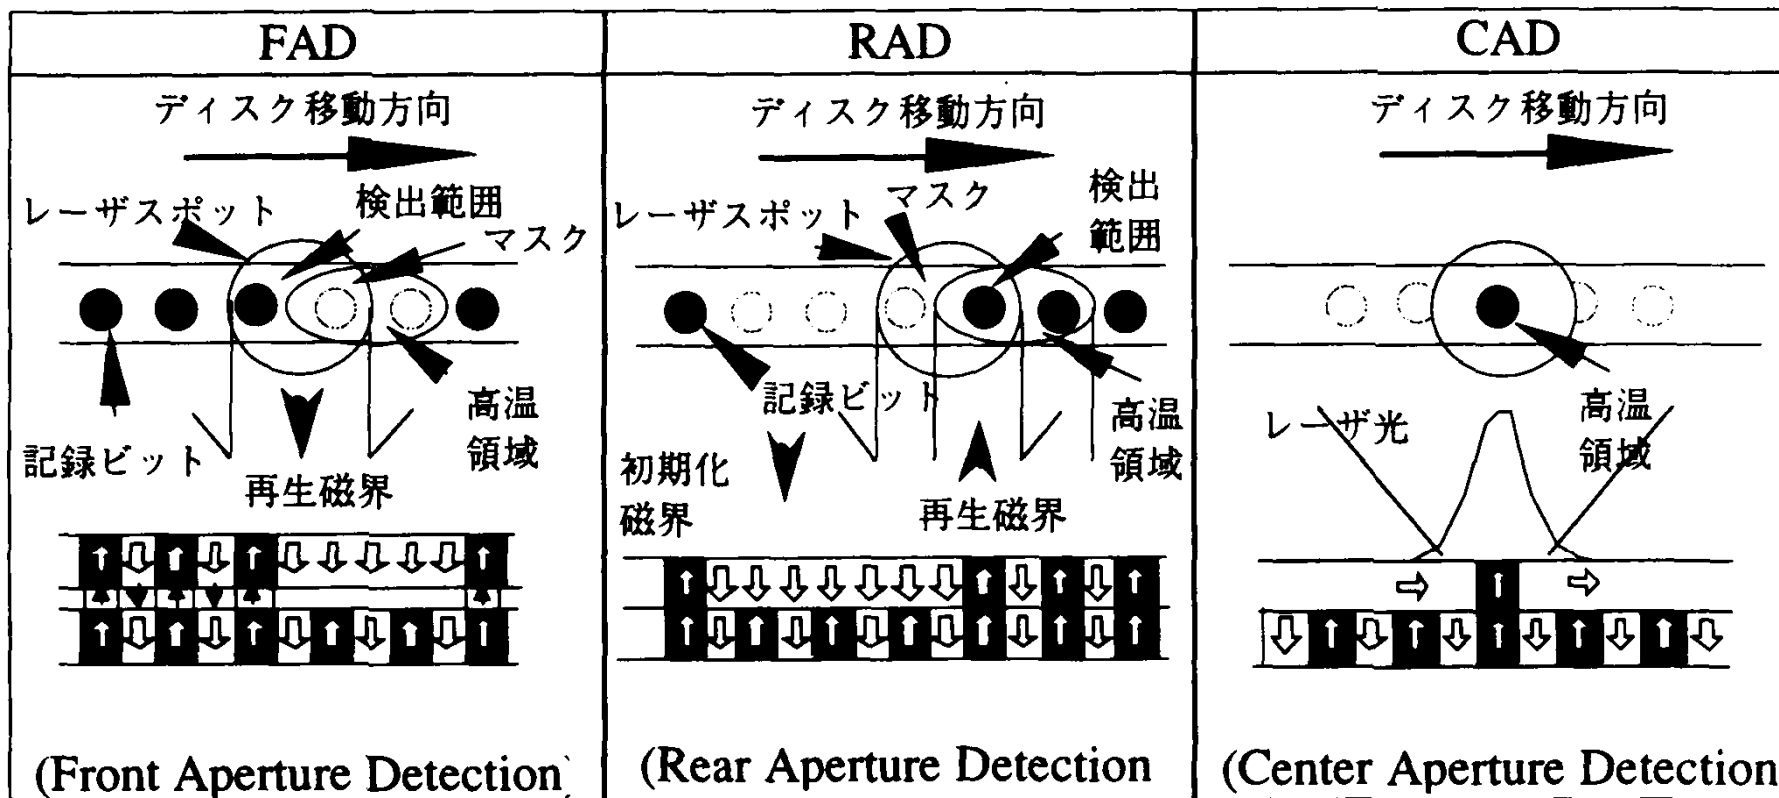 FAD
ディスク移動方向
レーザスポット
検出範囲
マスク
記録ビット
高温
領域
再生磁界
(Front Aperture Detection)
RAD
ディスク移動方向
レーザスポット
マスク
検出
範囲
記録ビット
高温
領域
初期化
磁界
再生磁界
(Rear Aperture Detection
CAD
ディスク移動方向
レーザ光
高温
領域
(Center Aperture Detection